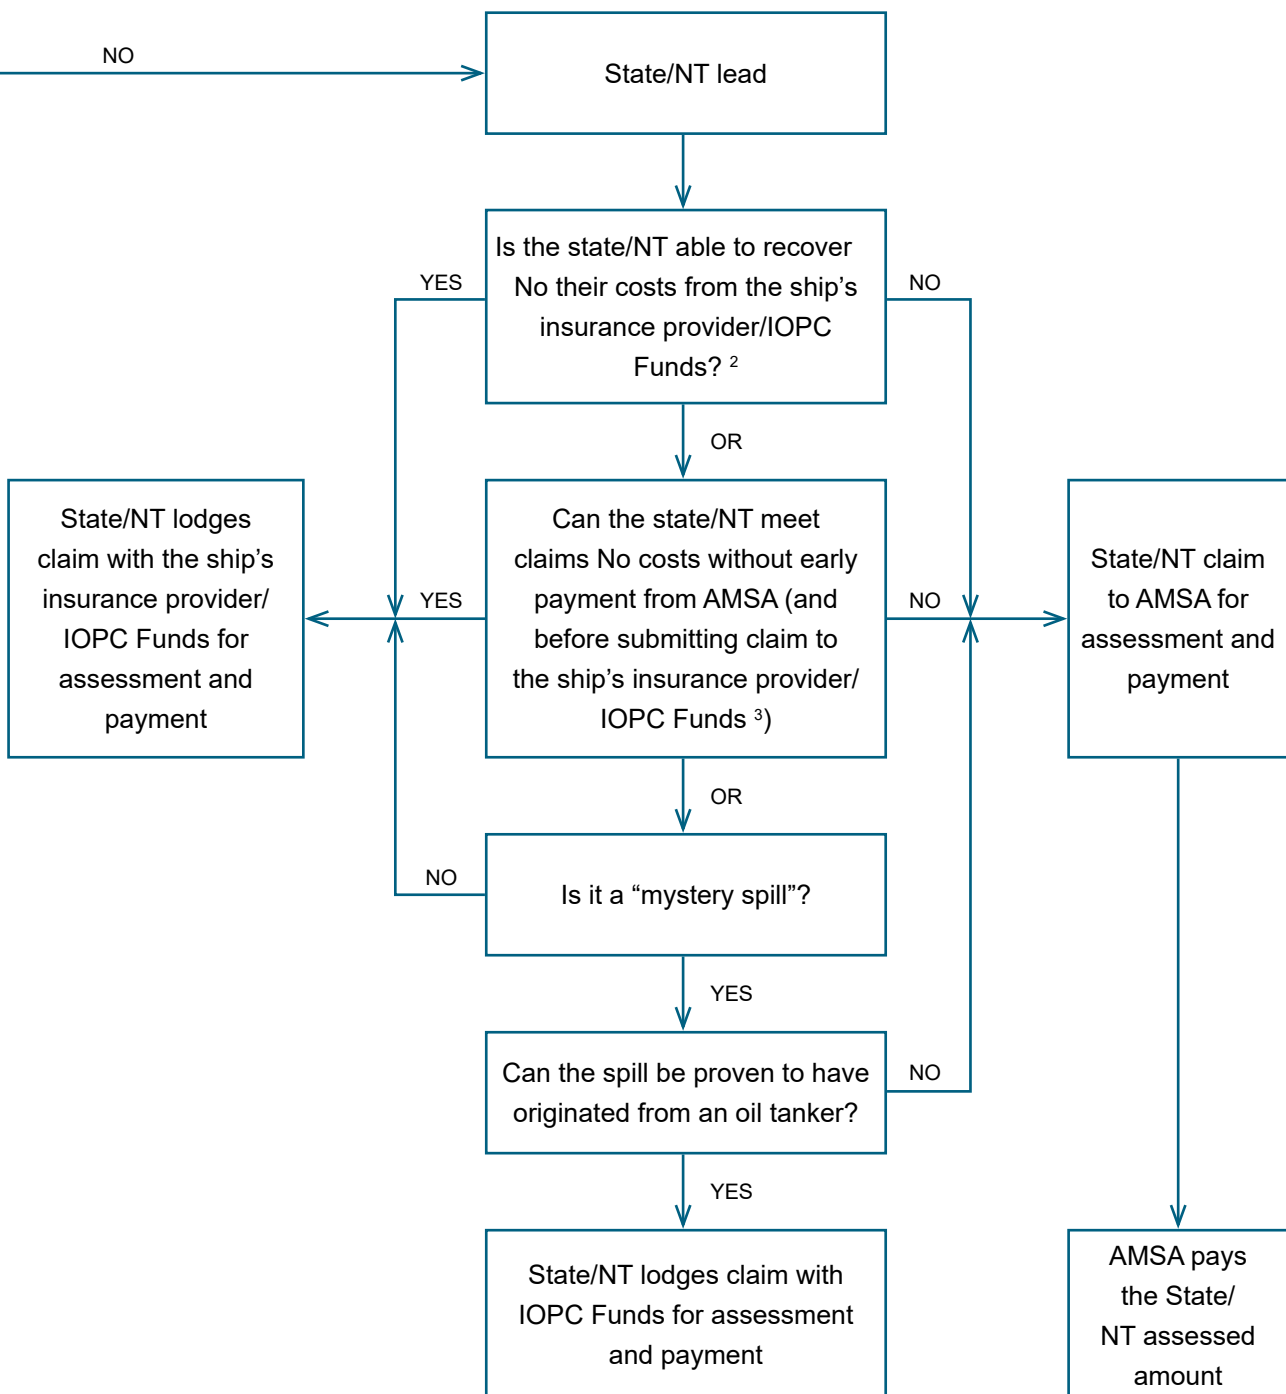 NO
State/NT lead
Is the state/NT able to recover
No their costs from the ship’s
insurance provider/IOPC
Funds? ²
YES
NO
OR
State/NT lodges
claim with the ship’s
insurance provider/
IOPC Funds for
assessment and
payment
YES
Can the state/NT meet
claims No costs without early
payment from AMSA (and
before submitting claim to
the ship’s insurance provider/
IOPC Funds ³)
NO
State/NT claim
to AMSA for
assessment and
payment
OR
NO
Is it a “mystery spill”?
YES
Can the spill be proven to have
originated from an oil tanker?
NO
YES
State/NT lodges claim with
IOPC Funds for assessment
and payment
AMSA pays
the State/
NT assessed
amount